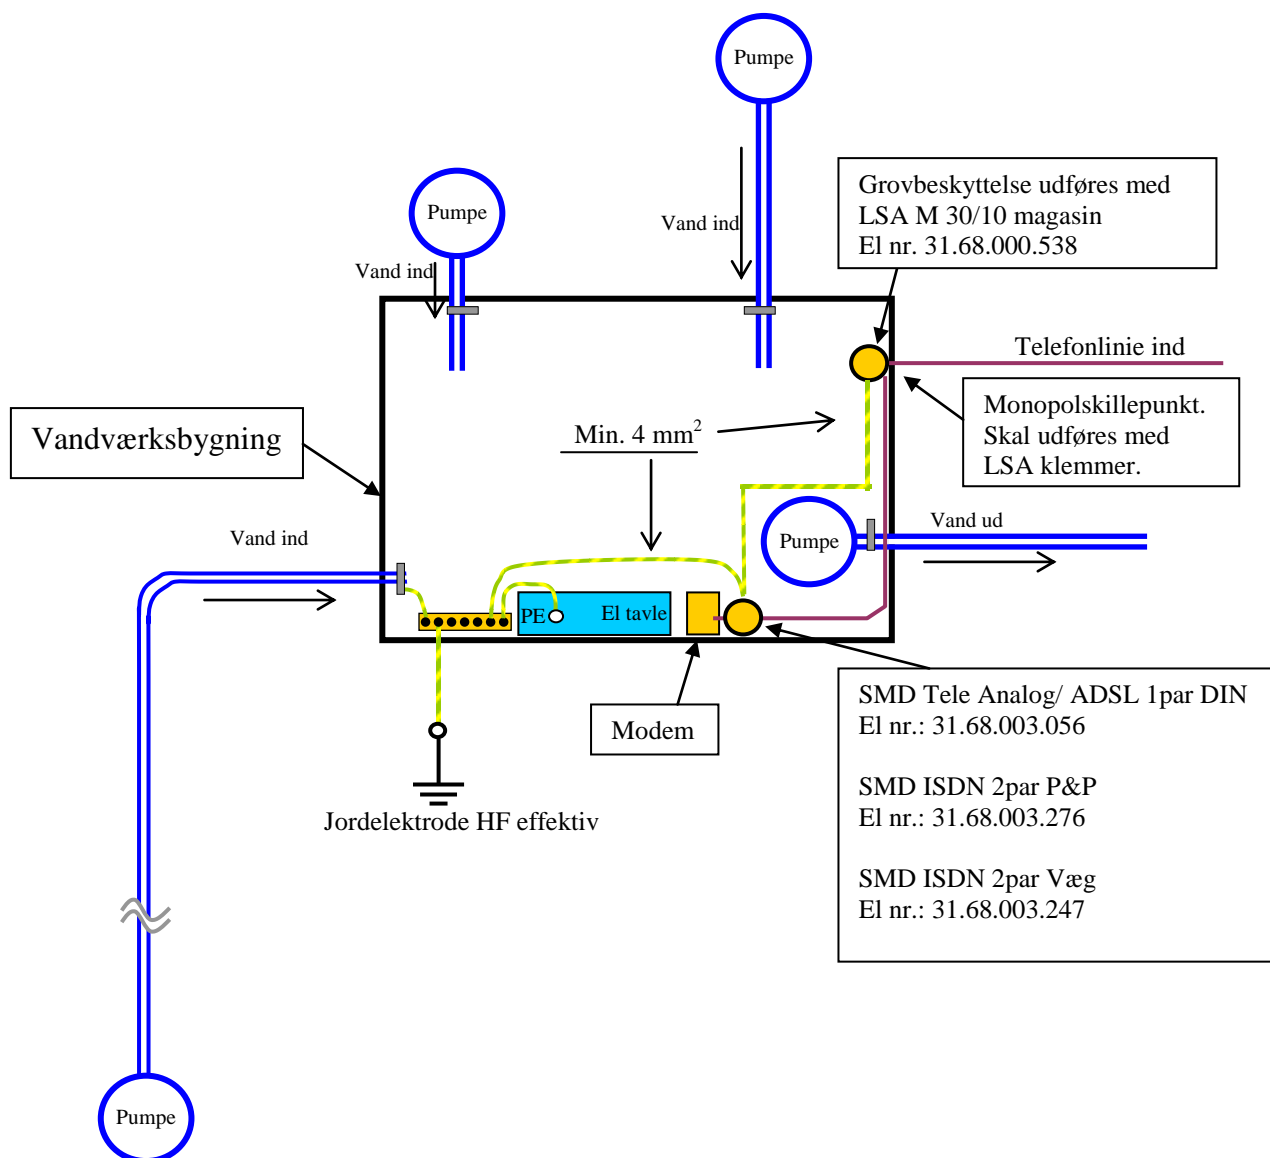 Pumpe
Pumpe
Vand ind
Vand ind
Grovbeskyttelse udføres med
LSA M 30/10 magasin
El nr. 31.68.000.538
Telefonlinie ind
Monopolskillepunkt.
Skal udføres med
LSA klemmer.
Vandværksbygning
Min. 4 mm²
Vand ind
Pumpe
Vand ud
PE
El tavle
Modem
SMD Tele Analog/ ADSL 1par DIN
El nr.: 31.68.003.056
SMD ISDN 2par P&P
El nr.: 31.68.003.276
SMD ISDN 2par Væg
El nr.: 31.68.003.247
Jordelektrode HF effektiv
Pumpe